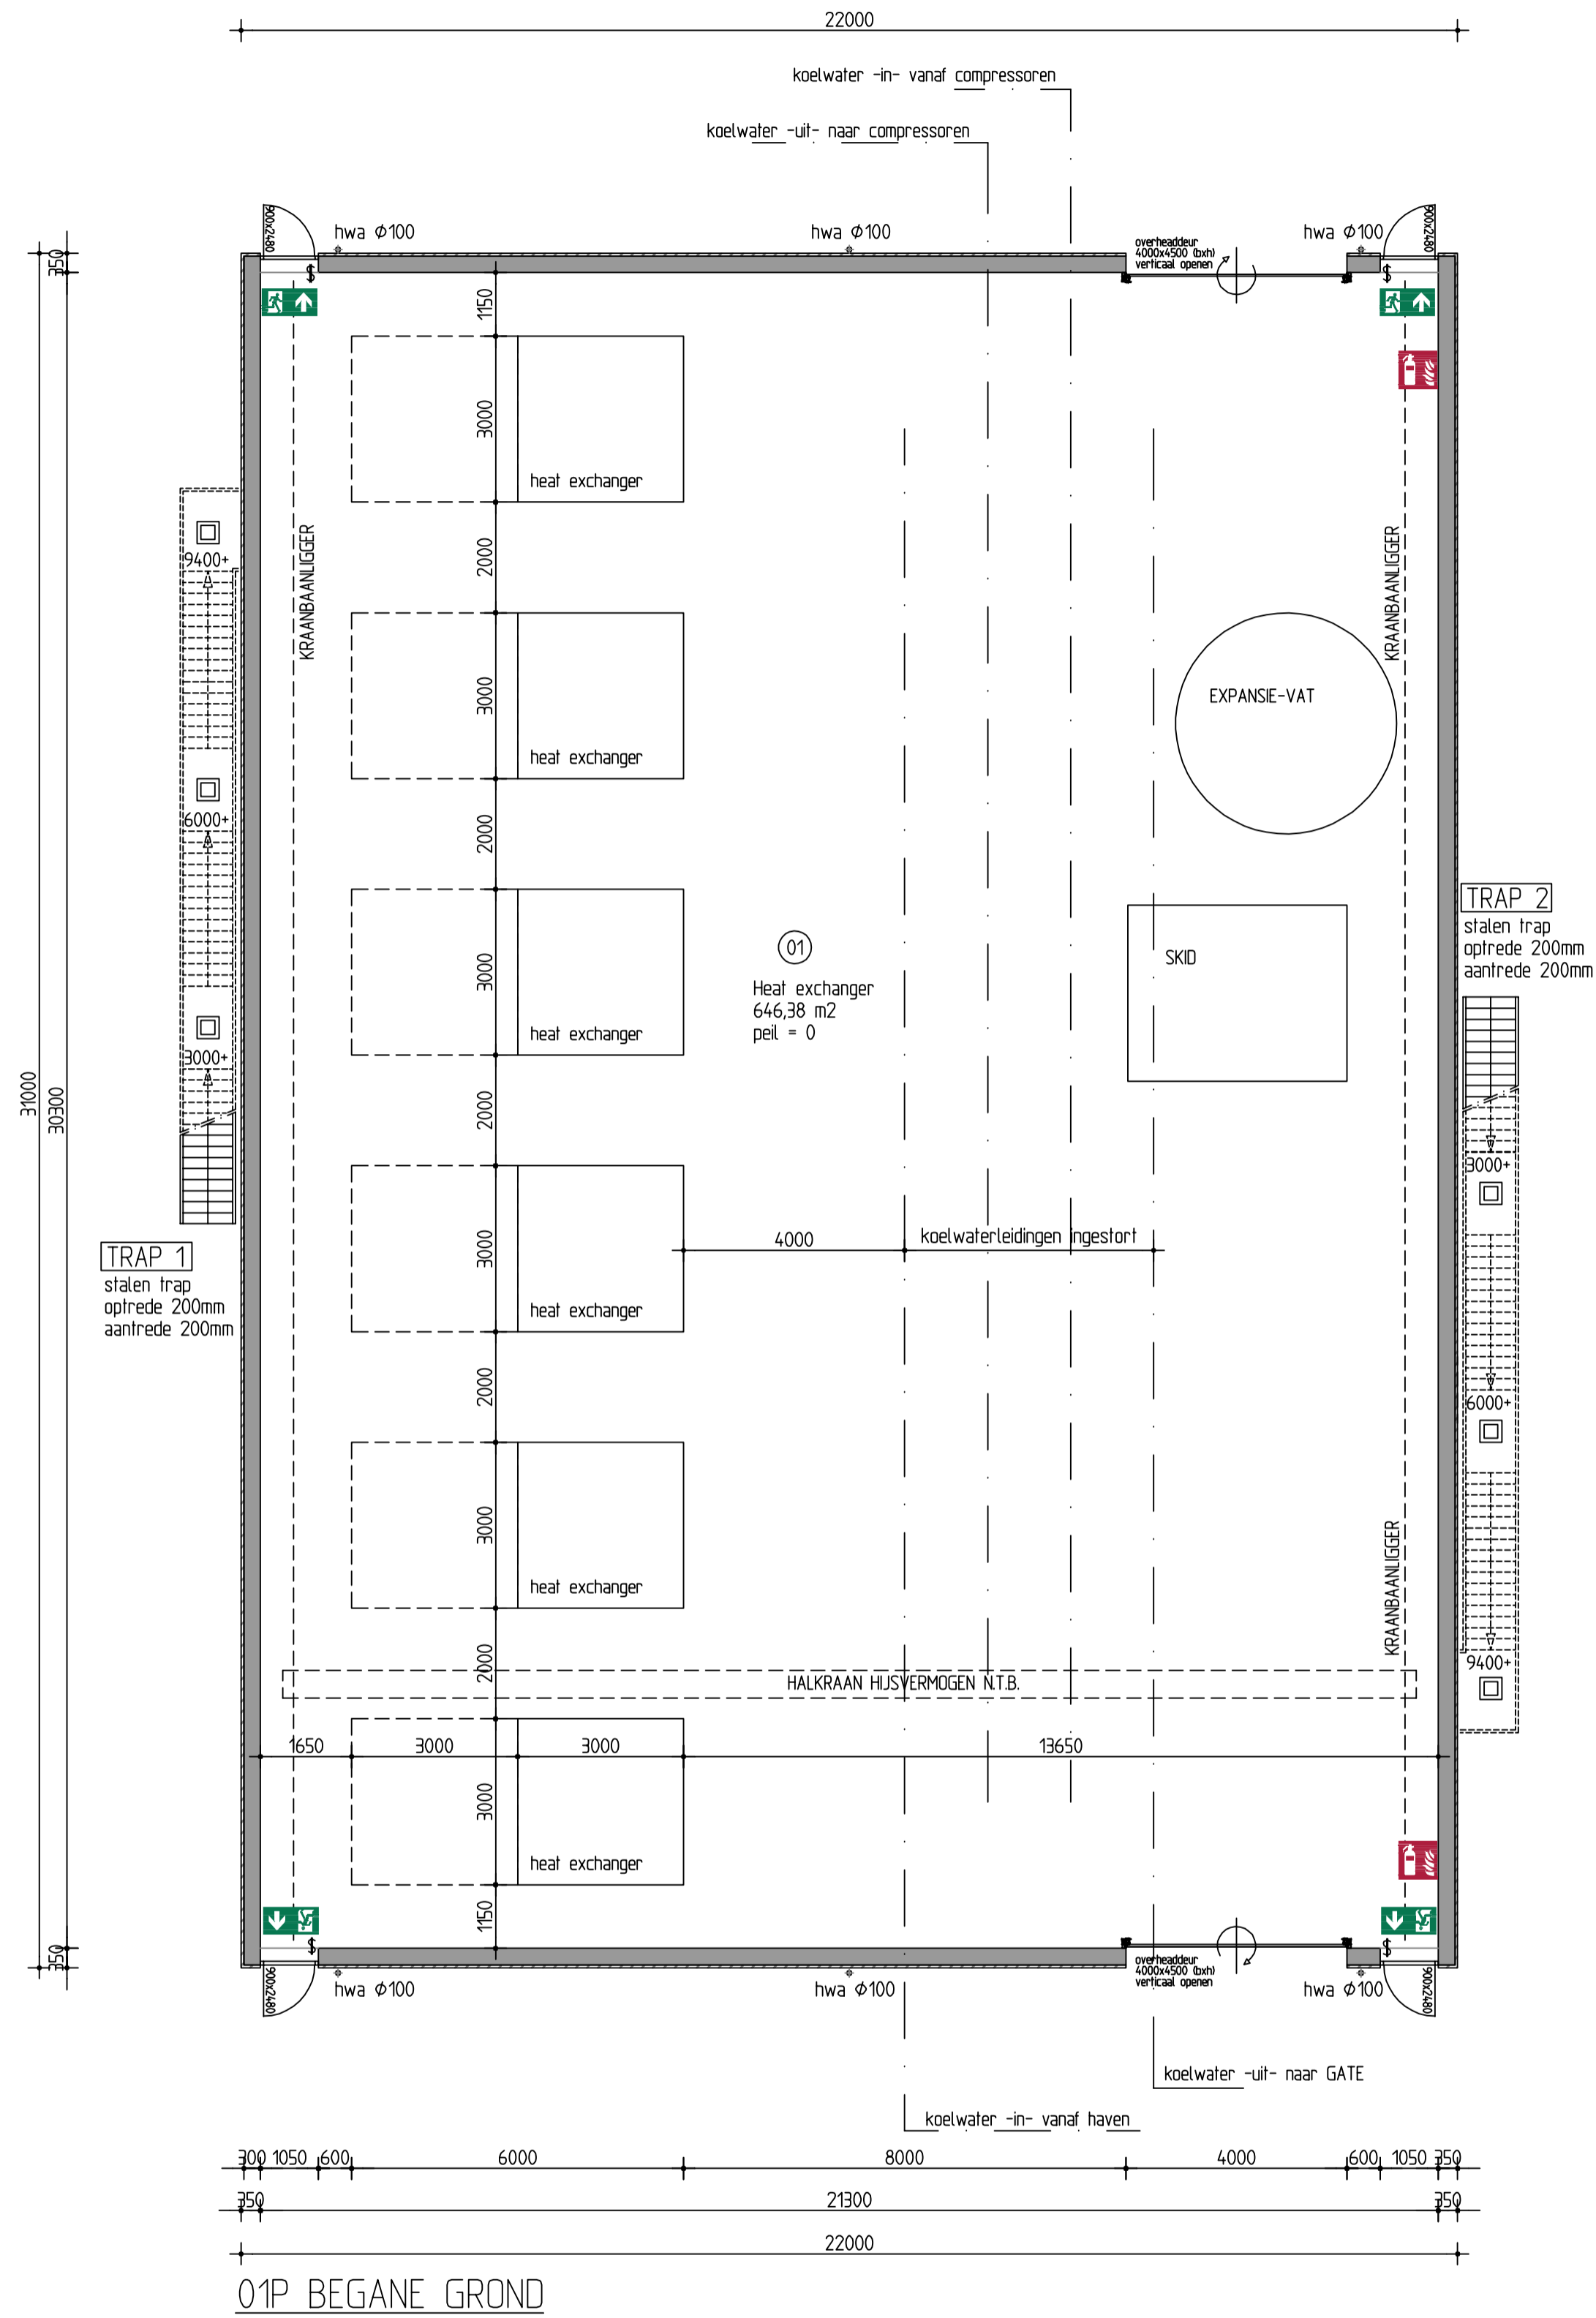 22000
koelwater -in- vanaf compressoren
koelwater -uit- naar compressoren
900x2480
hwa Φ100
hwa Φ100
overheaddeur
4000x4500 (bxh)
verticaal openen
hwa Φ100
900x2480
350
1150
3000
heat exchanger
KRAANBAANLIGGER
KRAANBAANLIGGER
9400+
2000
3000
heat exchanger
EXPANSIE-VAT
6000+
2000
3000
heat exchanger
01
Heat exchanger
646,38 m2
peil = 0
SKID
TRAP 2
stalen trap
optrede 200mm
aantrede 200mm
3000+
31000
30300
2000
3000+
TRAP 1
stalen trap
optrede 200mm
aantrede 200mm
3000
heat exchanger
4000
koelwaterleidingen ingestort
2000
6000+
3000
heat exchanger
KRAANBAANLIGGER
2000
9400+
HALKRAAN HIJSVERMOGEN N.T.B.
1650
3000
3000
13650
3000
heat exchanger
1150
350
900x2480
hwa Φ100
hwa Φ100
overheaddeur
4000x4500 (bxh)
verticaal openen
hwa Φ100
900x2480
koelwater -uit- naar GATE
koelwater -in- vanaf haven
300 1050 600 6000 8000 4000 600 1050 350
350 21300 350
22000
01P BEGANE GROND